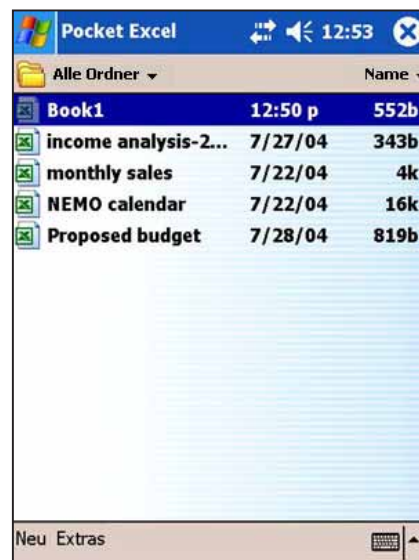 Pocket Excel 12:53
Alle Ordner Name
Book1 12:50 p 552b
income analysis-2... 7/27/04 343b
monthly sales 7/22/04 4k
NEMO calendar 7/22/04 16k
Proposed budget 7/28/04 819b
Neu Extras